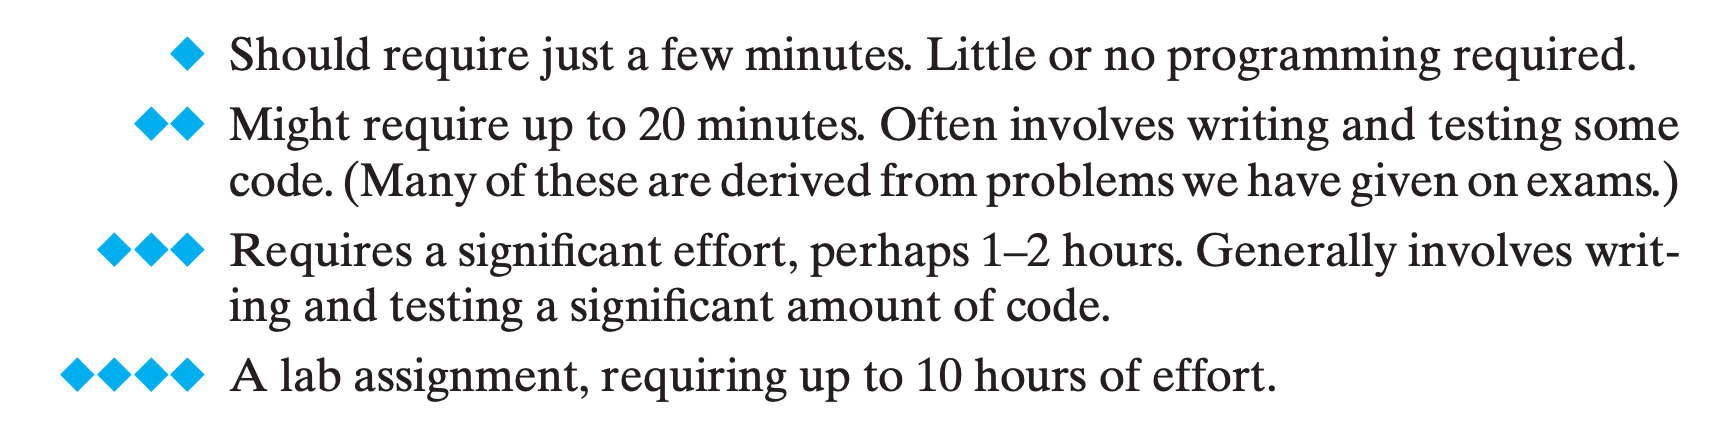 ◆ Should require just a few minutes. Little or no programming required.
◆◆ Might require up to 20 minutes. Often involves writing and testing some
code. (Many of these are derived from problems we have given on exams.)
◆◆◆ Requires a significant effort, perhaps 1–2 hours. Generally involves writ-
ing and testing a significant amount of code.
◆◆◆◆ A lab assignment, requiring up to 10 hours of effort.